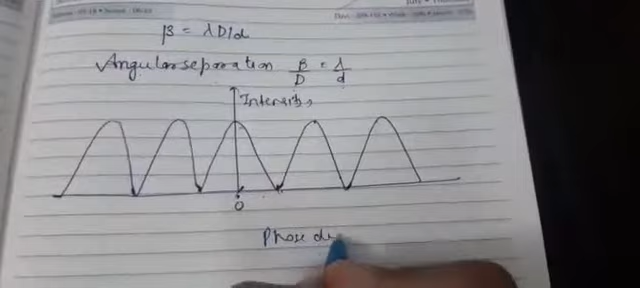 β = λD/d
Angular separation β/D = λ/d
Intensity
0
Phase di